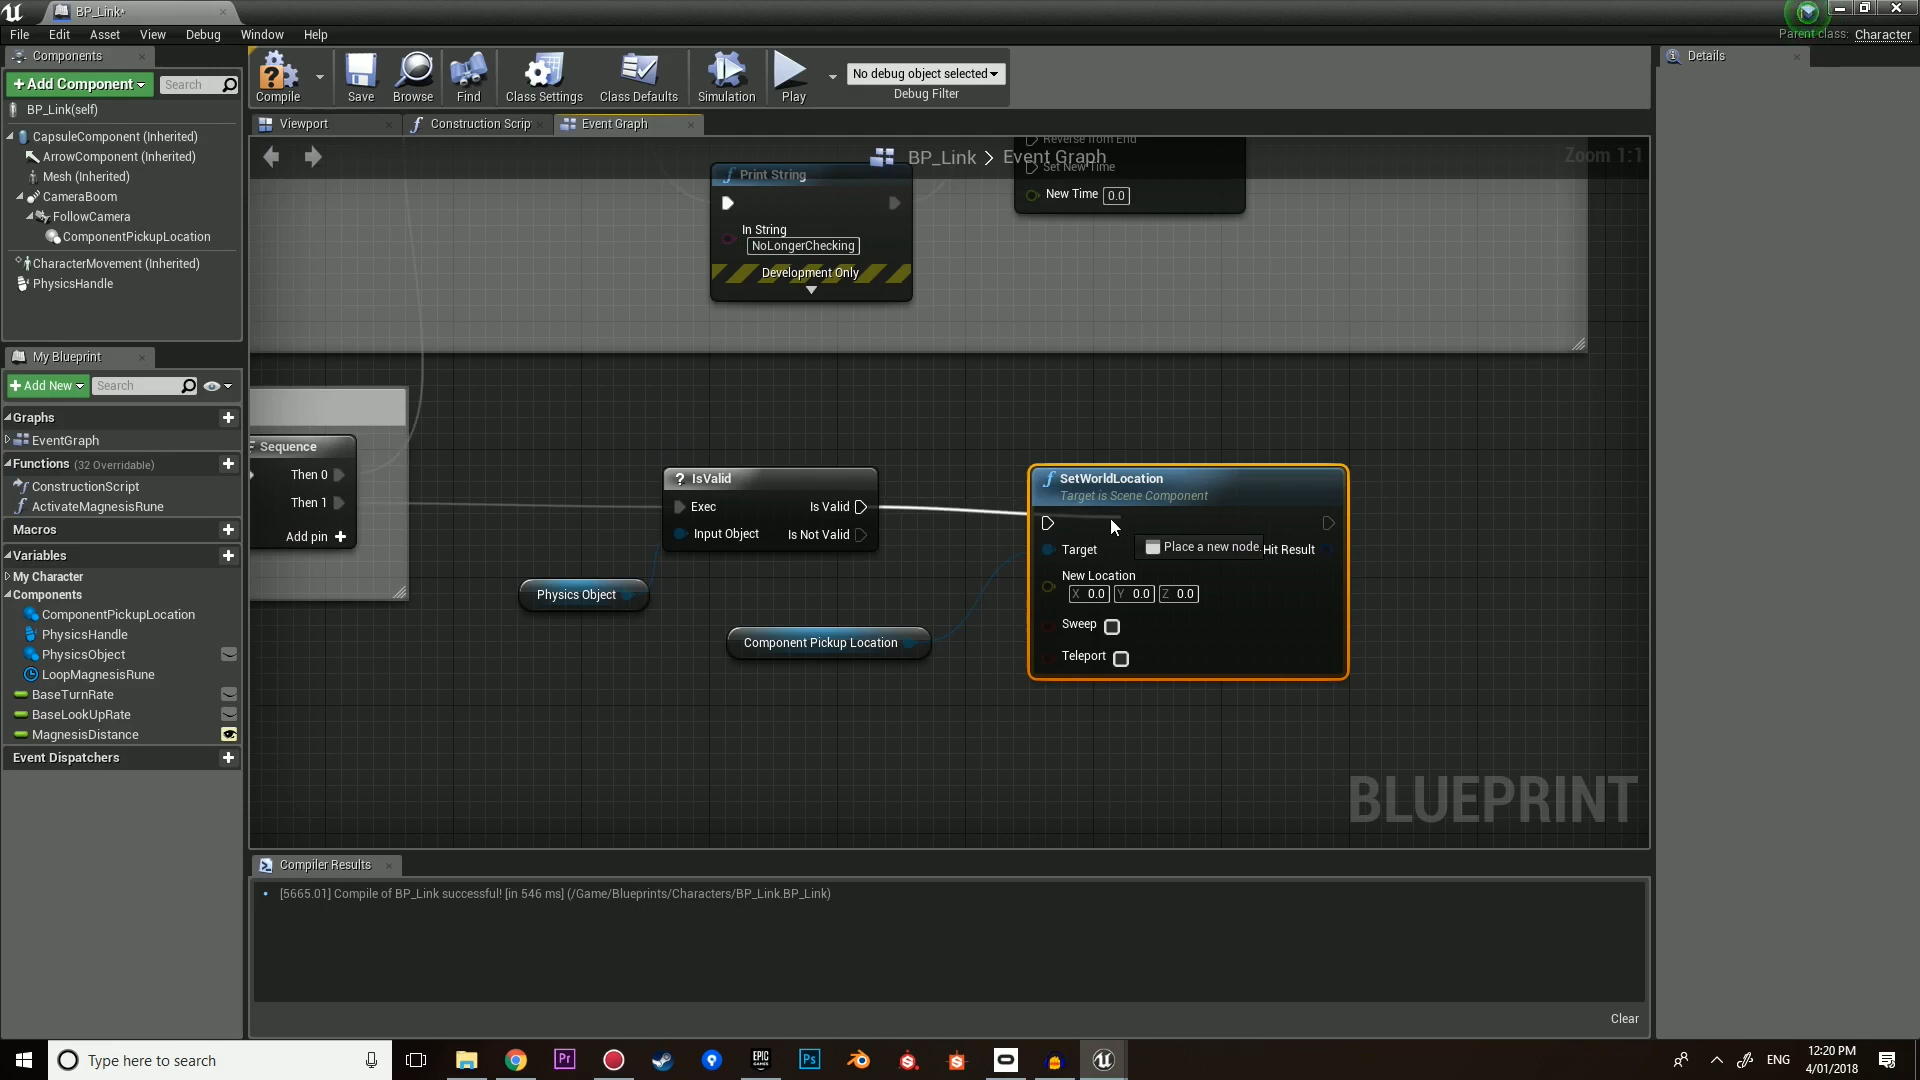 BP_Link*
Parent class: Character
File Edit Asset View Window Help
Components
Details
+Add Component
Search
Compile
Save
Browse
Find
Class Settings
Class Defaults
Simulation
Play
No debug object selected
Debug Filter
BP_Link(self)
Viewport
Construction Scrip
Event Graph
CapsuleComponent (Inherited)
ArrowComponent (Inherited)
Mesh (Inherited)
CameraBoom
FollowCamera
ComponentPickupLocation
CharacterMovement (Inherited)
PhysicsHandle
BP_Link > Event Graph
Zoom 1:1
Reverse from End
Set New Time
New Time 0.0
Print String
In String
NoLongerChecking
Development Only
My Blueprint
+Add New
Search
Graphs
EventGraph
Functions (32 Overridable)
ConstructionScript
ActivateMagnesisRune
Macros
Variables
My Character
Components
ComponentPickupLocation
PhysicsHandle
PhysicsObject
LoopMagnesisRune
BaseTurnRate
BaseLookUpRate
MagnesisDistance
Event Dispatchers
Sequence
Then 0
Then 1
Add pin +
? IsValid
Exec
Is Valid
Input Object
Is Not Valid
Physics Object
Component Pickup Location
SetWorldLocation
Target is Scene Component
Target
Place a new node.
Hit Result
New Location
X 0.0 Y 0.0 Z 0.0
Sweep
Teleport
BLUEPRINT
Compiler Results
[5665.01] Compile of BP_Link successful! [in 546 ms] (/Game/Blueprints/Characters/BP_Link.BP_Link)
Clear
Type here to search
Pr
EPIC GAMES
Ps
ENG
12:20 PM
4/01/2018